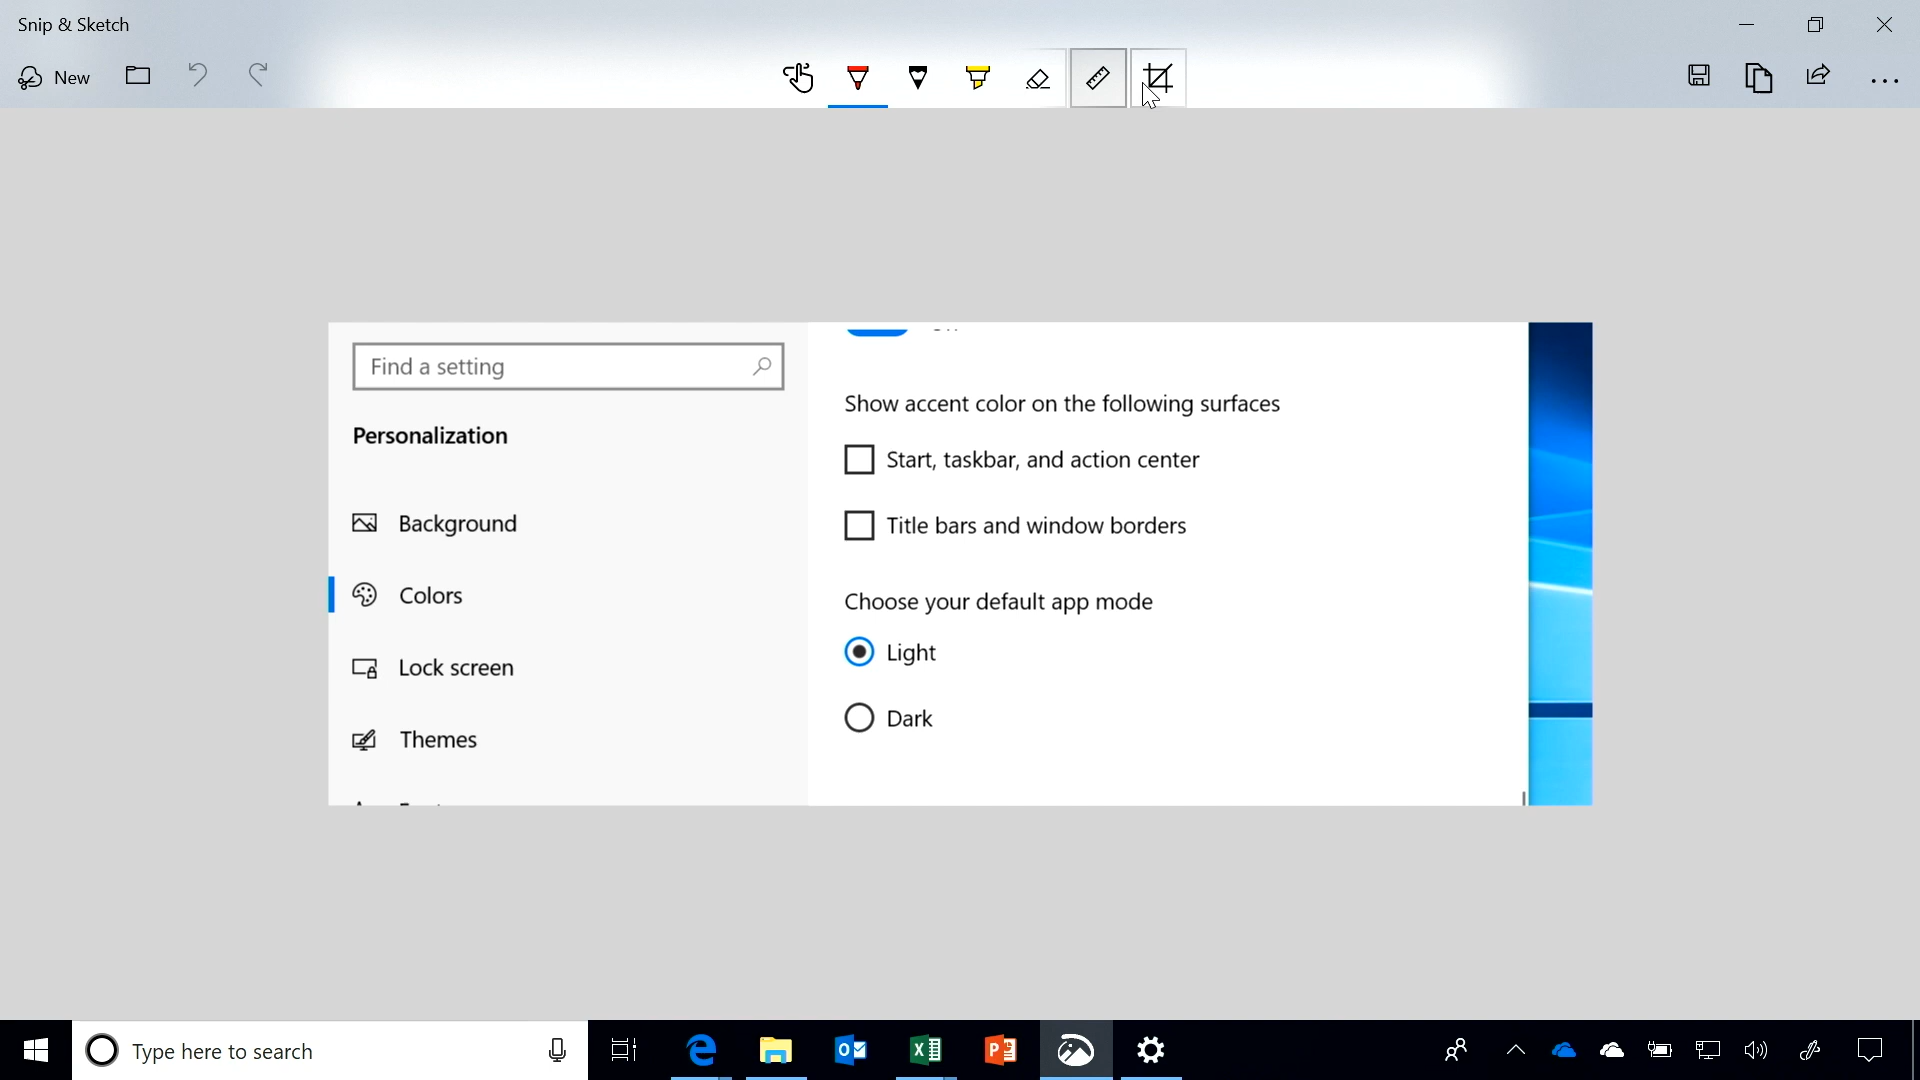 Snip & Sketch
New
Find a setting
Personalization
Background
Colors
Lock screen
Themes
Show accent color on the following surfaces
Start, taskbar, and action center
Title bars and window borders
Choose your default app mode
Light
Dark
Type here to search